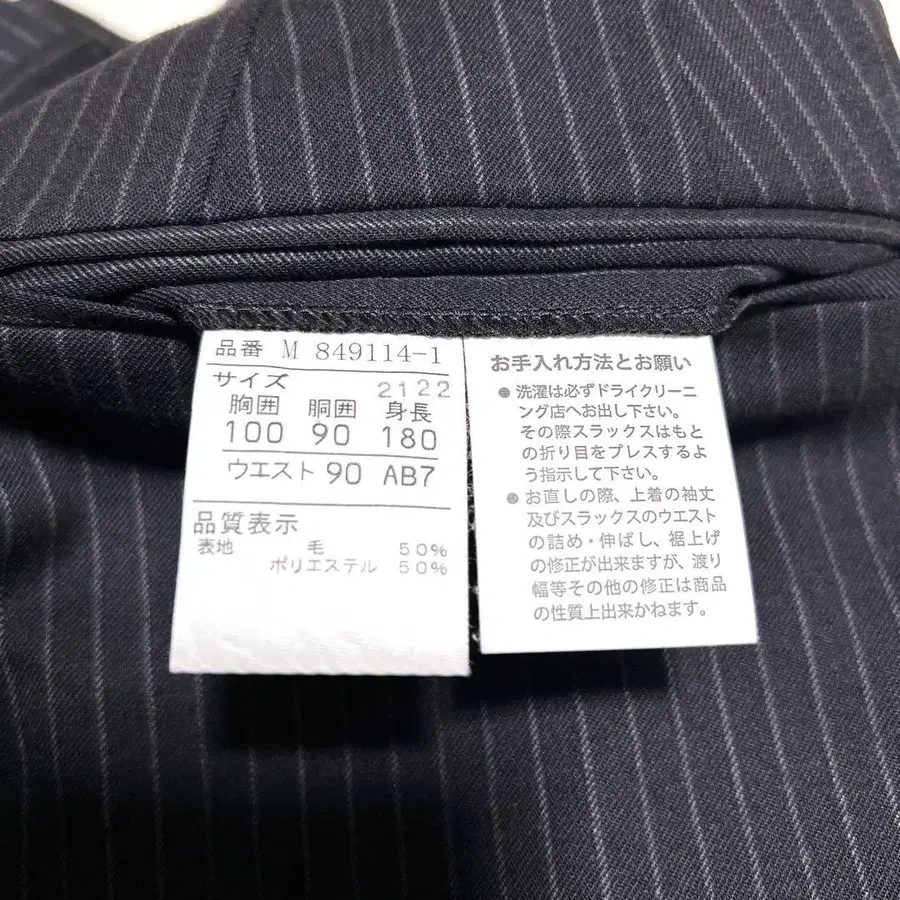 品番 M 849114-1
サイズ 2122
胸囲 胴囲 身長
100 90 180
ウエスト 90 AB7
品質表示
表地 毛 50%
ポリエステル 50%
お手入れ方法とお願い
●洗濯は必ずドライクリーニ
ング店へお出し下さい。
その際スラックスはもと
の折り目をプレスするよ
う指示して下さい。
●お直しの際、上着の袖丈
及びスラックスのウエスト
の詰め・伸ばし、裾上げ
の修正が出来ますが、渡り
幅等その他の修正は商品
の性質上出来かねます。